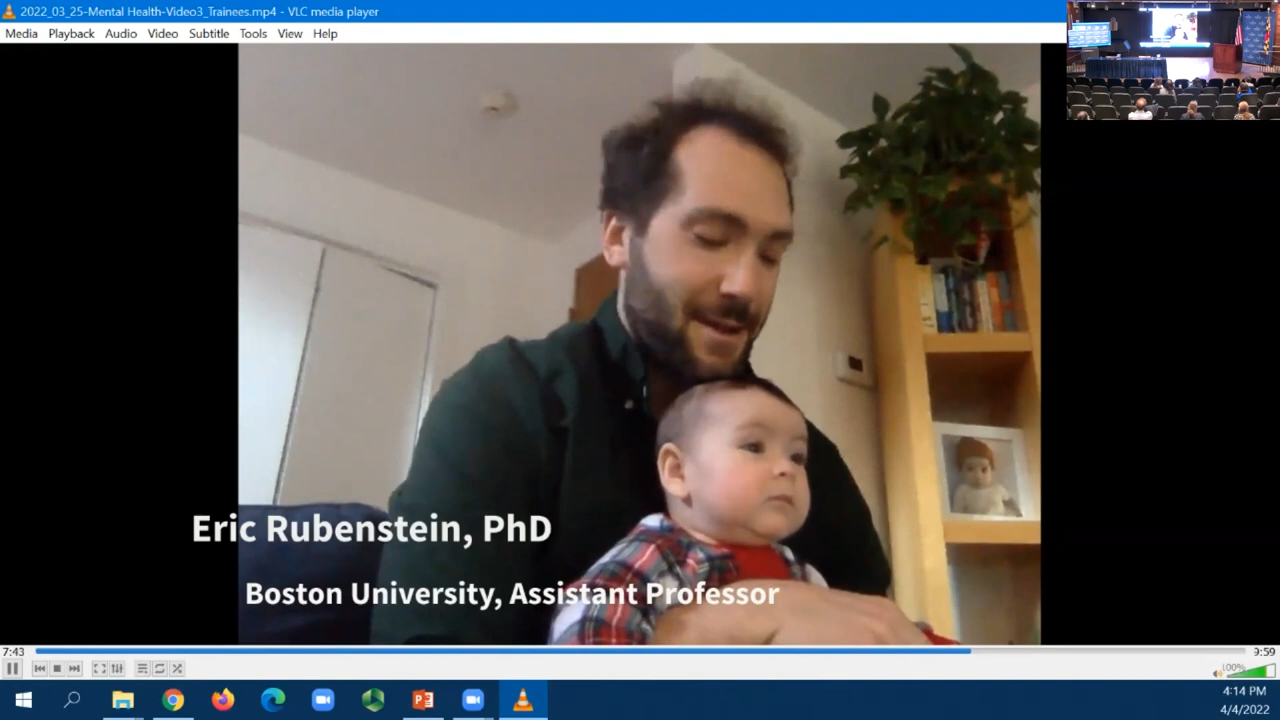 2022_03_25-Mental Health-Video3_Trainees.mp4 - VLC media player
Media Playback Audio Video Subtitle Tools View Help
Eric Rubenstein, PhD
Boston University, Assistant Professor
7:43
9:59
100%
4:14 PM
4/4/2022